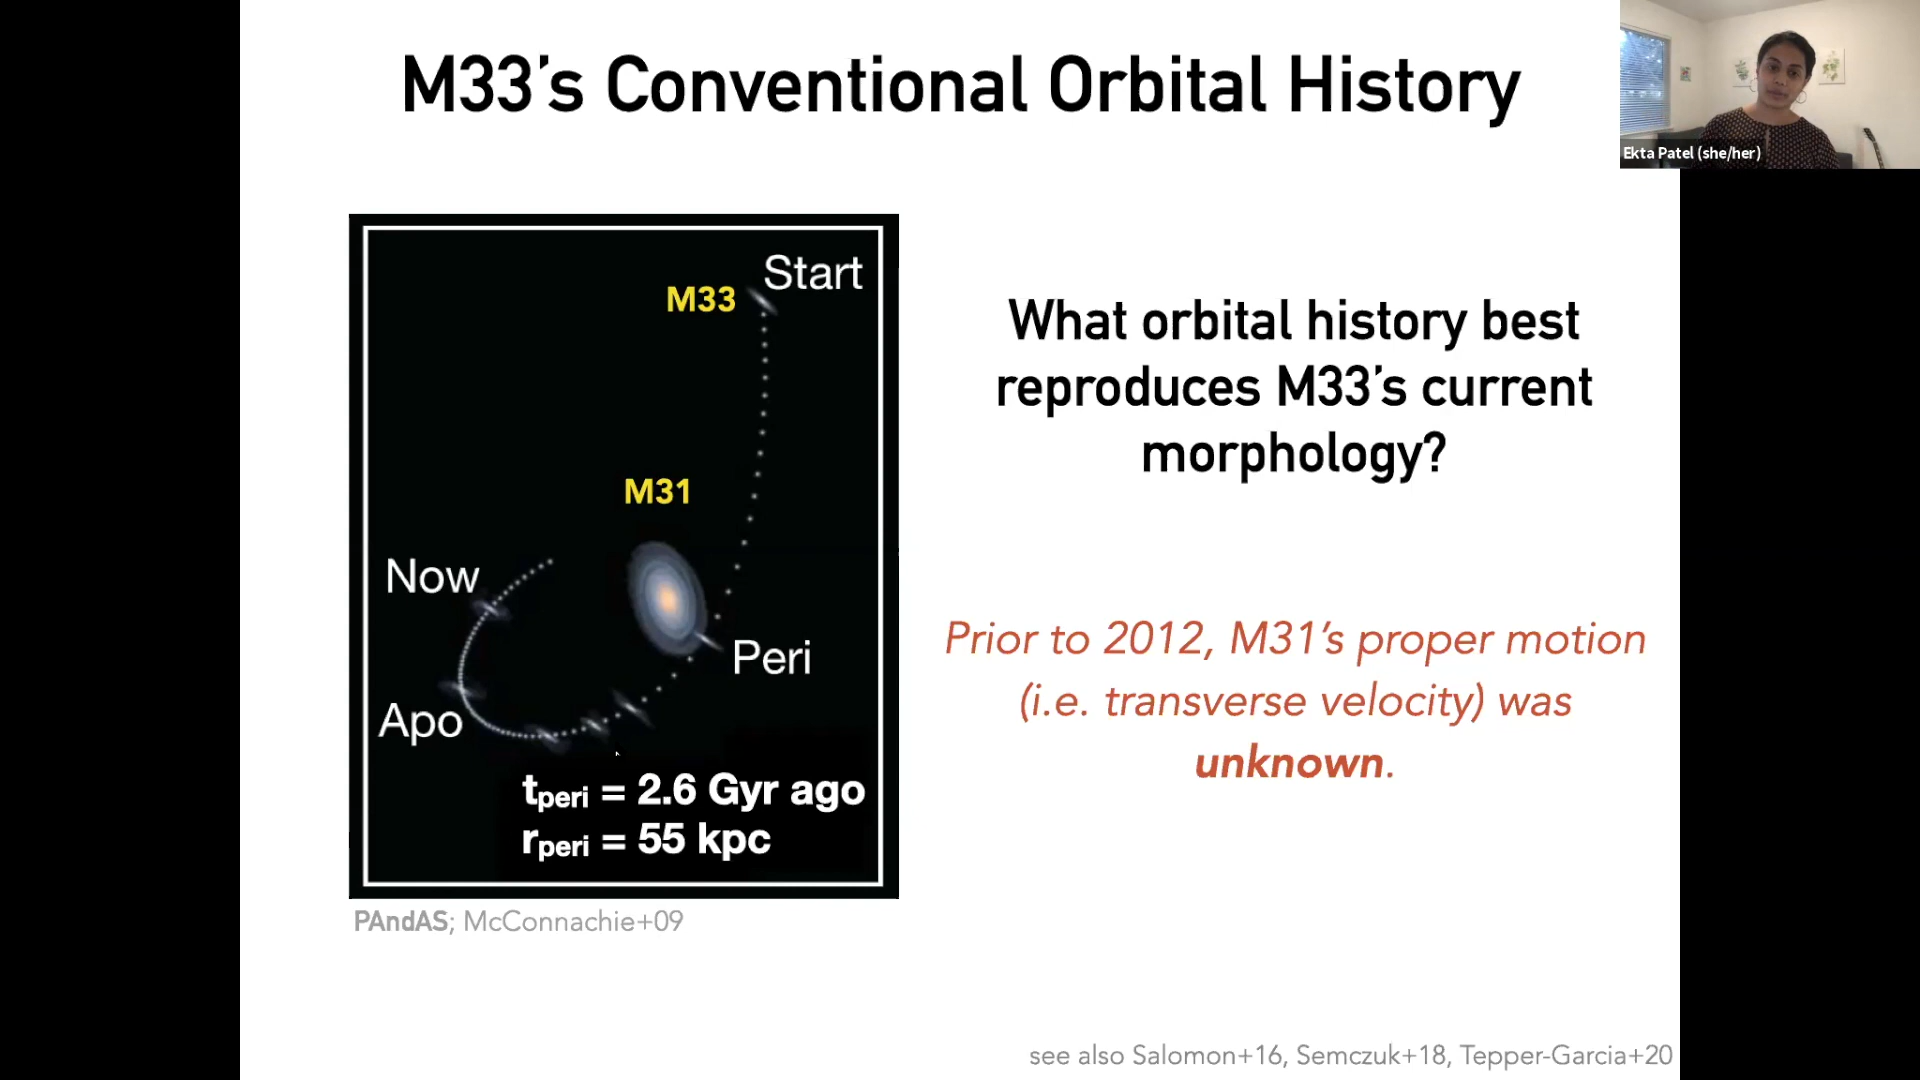 M33's Conventional Orbital History
Ekta Patel (she/her)
Start
M33
M31
Now
Peri
Apo
tperi = 2.6 Gyr ago
rperi = 55 kpc
PAndAS; McConnachie+09
What orbital history best
reproduces M33's current
morphology?
Prior to 2012, M31's proper motion
(i.e. transverse velocity) was
unknown.
see also Salomon+16, Semczuk+18, Tepper-Garcia+20